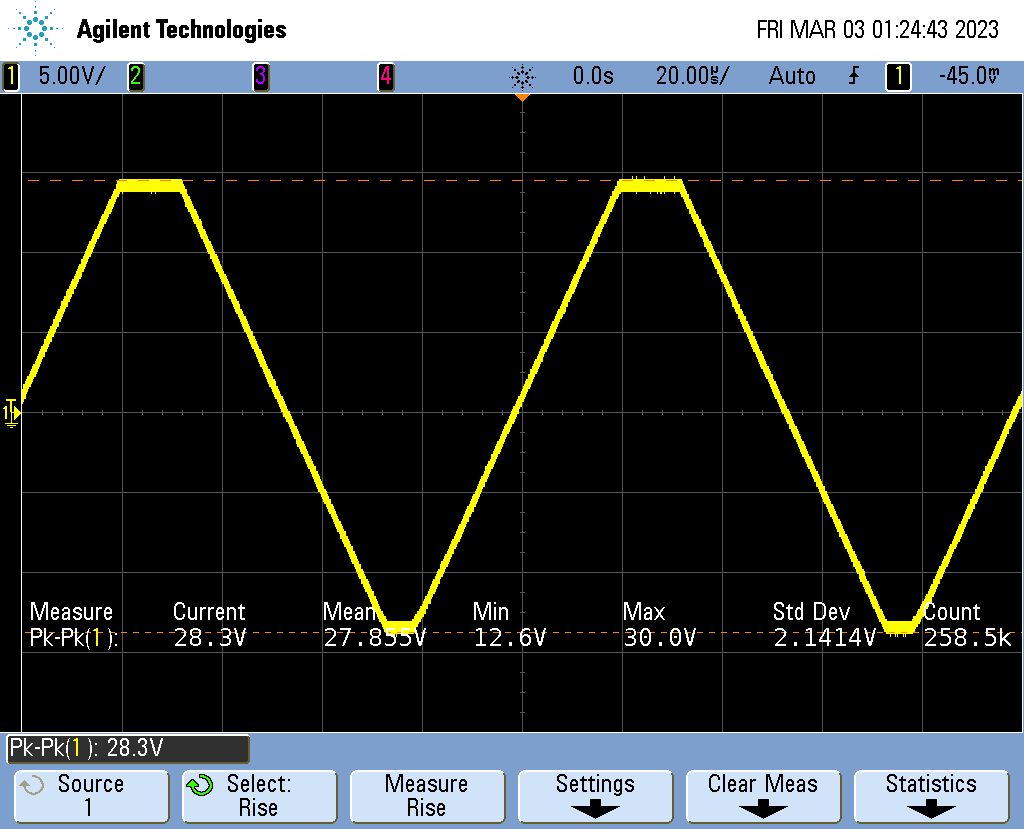 Agilent Technologies FRI MAR 03 01:24:43 2023
1 5.00V/ 2 3 4 0.0s 20.00µs/ Auto 1 -45.0mV
1
Measure Current Mean Min Max Std Dev Count
Pk-Pk(1): 28.3V 27.855V 12.6V 30.0V 2.1414V 258.5k
Pk-Pk(1): 28.3V
Source Select: Measure Settings Clear Meas Statistics
1 Rise Rise